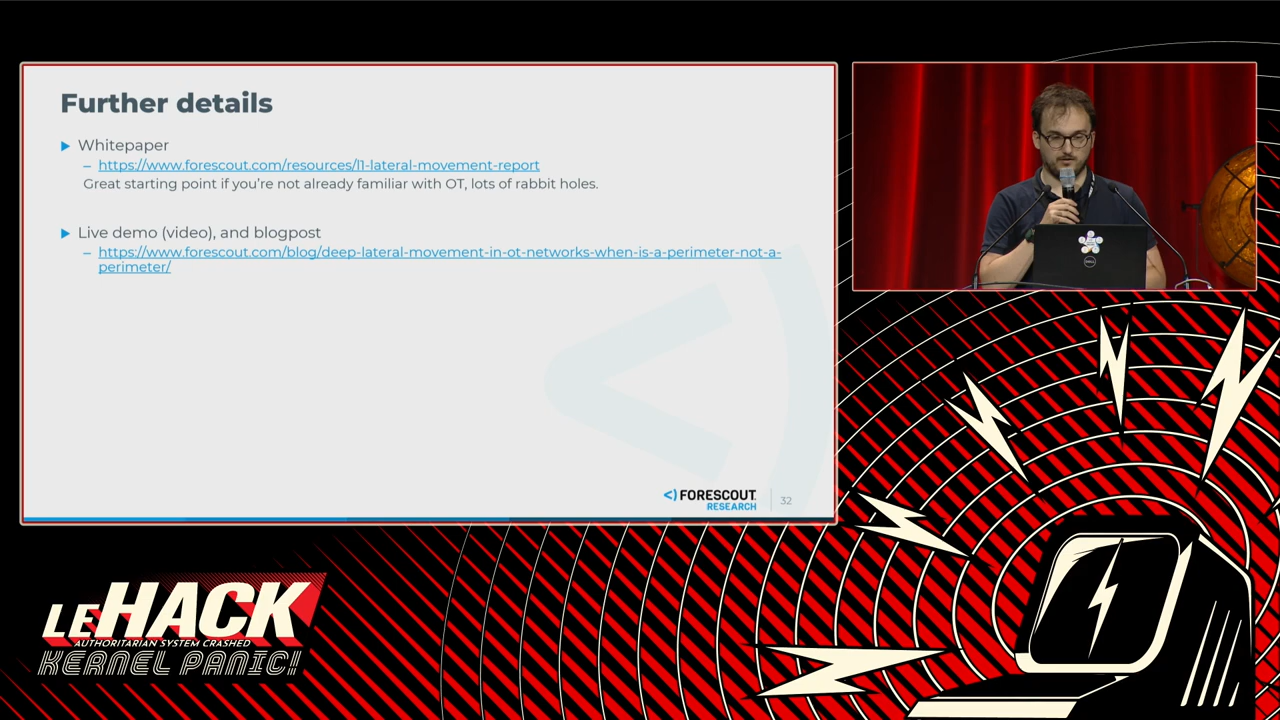 Further details
Whitepaper
– https://www.forescout.com/resources/l1-lateral-movement-report
Great starting point if you're not already familiar with OT, lots of rabbit holes.
Live demo (video), and blogpost
– https://www.forescout.com/blog/deep-lateral-movement-in-ot-networks-when-is-a-perimeter-not-a-
perimeter/
FORESCOUT
RESEARCH
32
DELL
LEHACK
AUTHORITARIAN SYSTEM CRASHED
KERNEL PANIC!